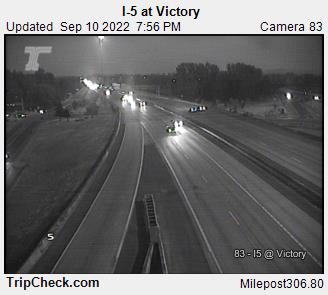 I-5 at Victory
Updated Sep 10 2022 7:56 PM Camera 83
T
5
83 - I5 @ Victory
TripCheck.com Milepost306.80